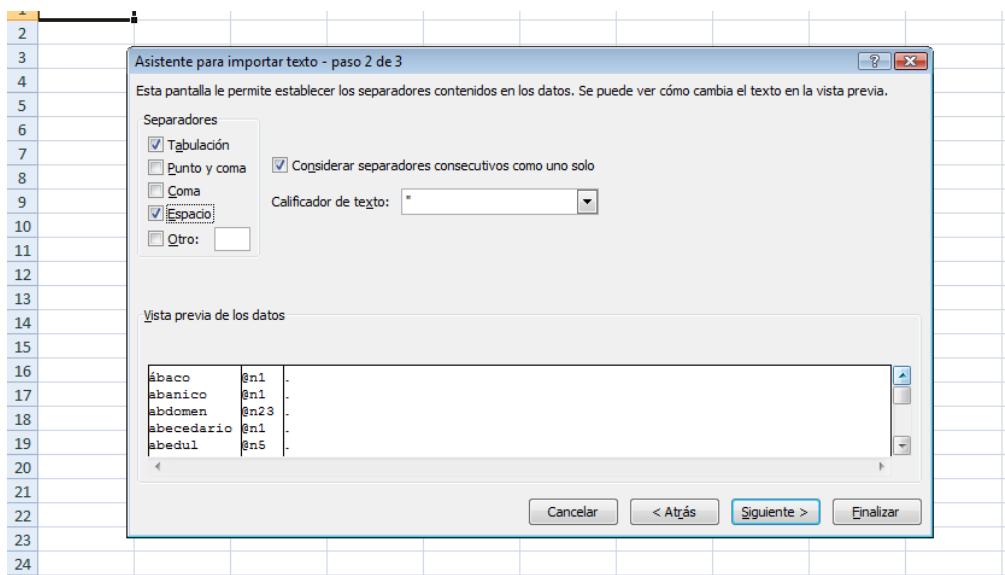 1
2
3
4
5
6
7
8
9
10
11
12
13
14
15
16
17
18
19
20
21
22
23
24
Asistente para importar texto - paso 2 de 3
Esta pantalla le permite establecer los separadores contenidos en los datos. Se puede ver cómo cambia el texto en la vista previa.
Separadores
Tabulación
Punto y coma
Coma
Espacio
Otro:
Considerar separadores consecutivos como uno solo
Calificador de texto: "
Vista previa de los datos
ábaco @n1 .
abanico @n1 .
abdomen @n23 .
abecedario @n1 .
abedul @n5 .
Cancelar < Atrás Siguiente > Finalizar